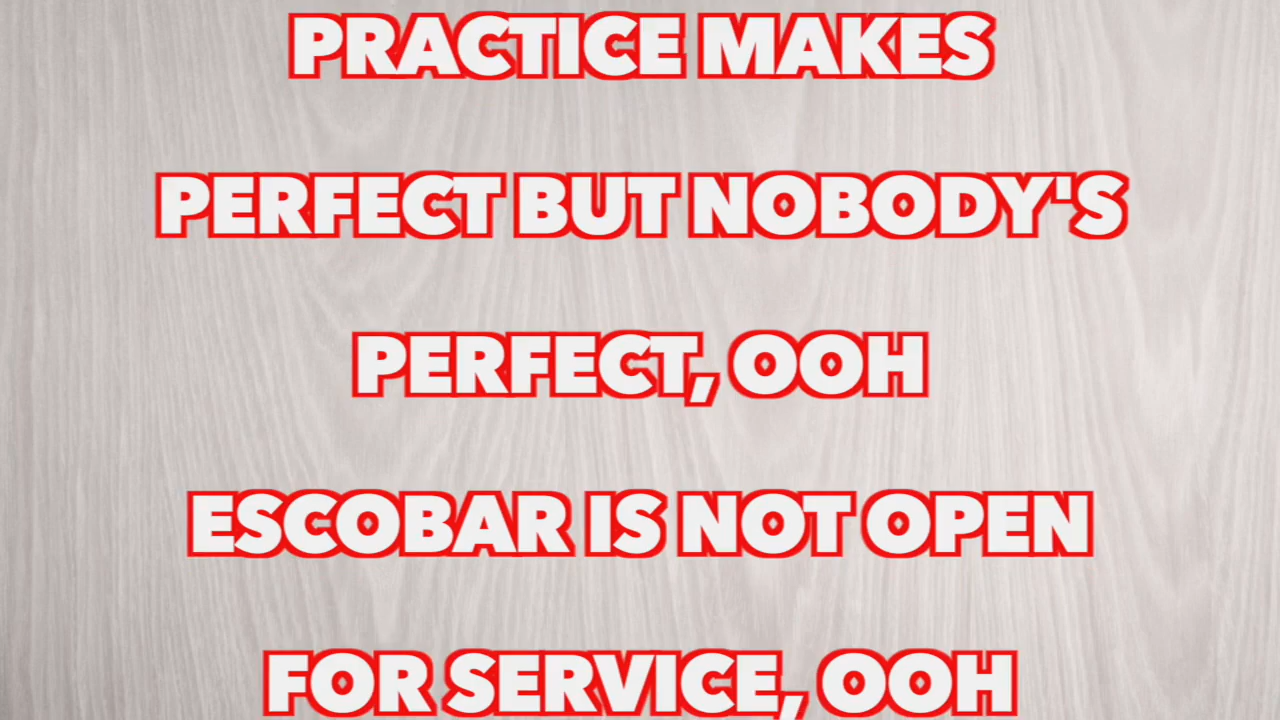 PRACTICE MAKES
PERFECT BUT NOBODY'S
PERFECT, OOH
ESCOBAR IS NOT OPEN
FOR SERVICE, OOH